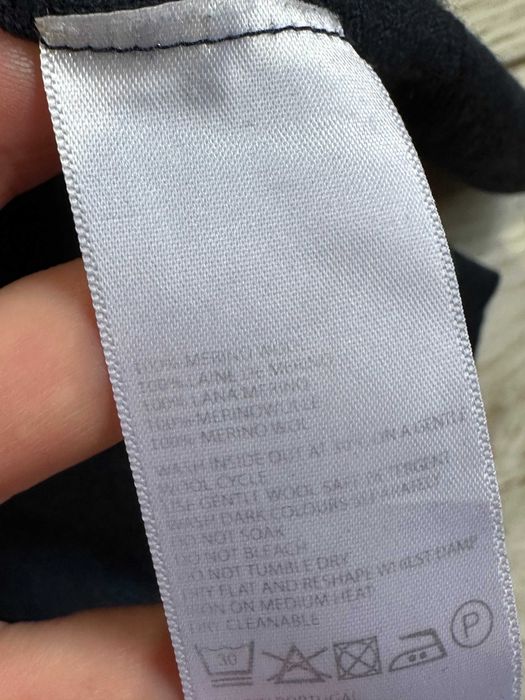 100% MERINO WOOL
100% LAINE DE MERINO
100% LANA MERINO
100% MERINOWOLLE
100% MERINO WOL
WASH INSIDE OUT AT 30°C ON A GENTLE
WOOL CYCLE
USE GENTLE WOOL SAFE DETERGENT
WASH DARK COLOURS SEPARATELY
DO NOT SOAK
DO NOT BLEACH
DO NOT TUMBLE DRY
DRY FLAT AND RESHAPE WHILST DAMP
IRON ON MEDIUM HEAT
DRY CLEANABLE
30 P
PORTUGAL